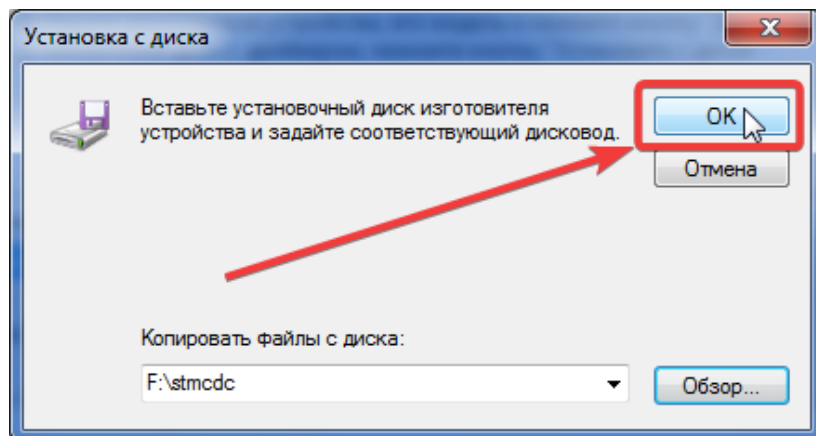 Установка с диска
Вставьте установочный диск изготовителя
устройства и задайте соответствующий дисковод.
OK
Отмена
Копировать файлы с диска:
F:\stmcdc
Обзор...